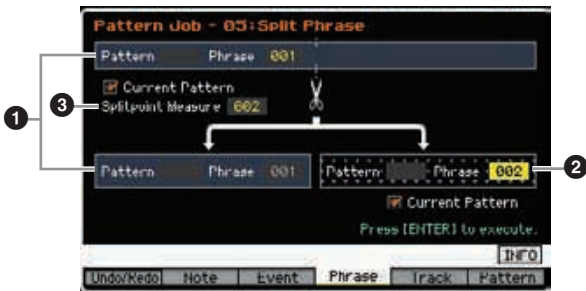 Pattern Job - 05:Split Phrase
Pattern Phrase 001
Current Pattern
3 Splitpoint Measure 002
1
Pattern Phrase 001 Pattern Phrase 002 2
Current Pattern
Press [ENTER] to execute.
INFO
Undo/Redo Note Event Phrase Track Pattern